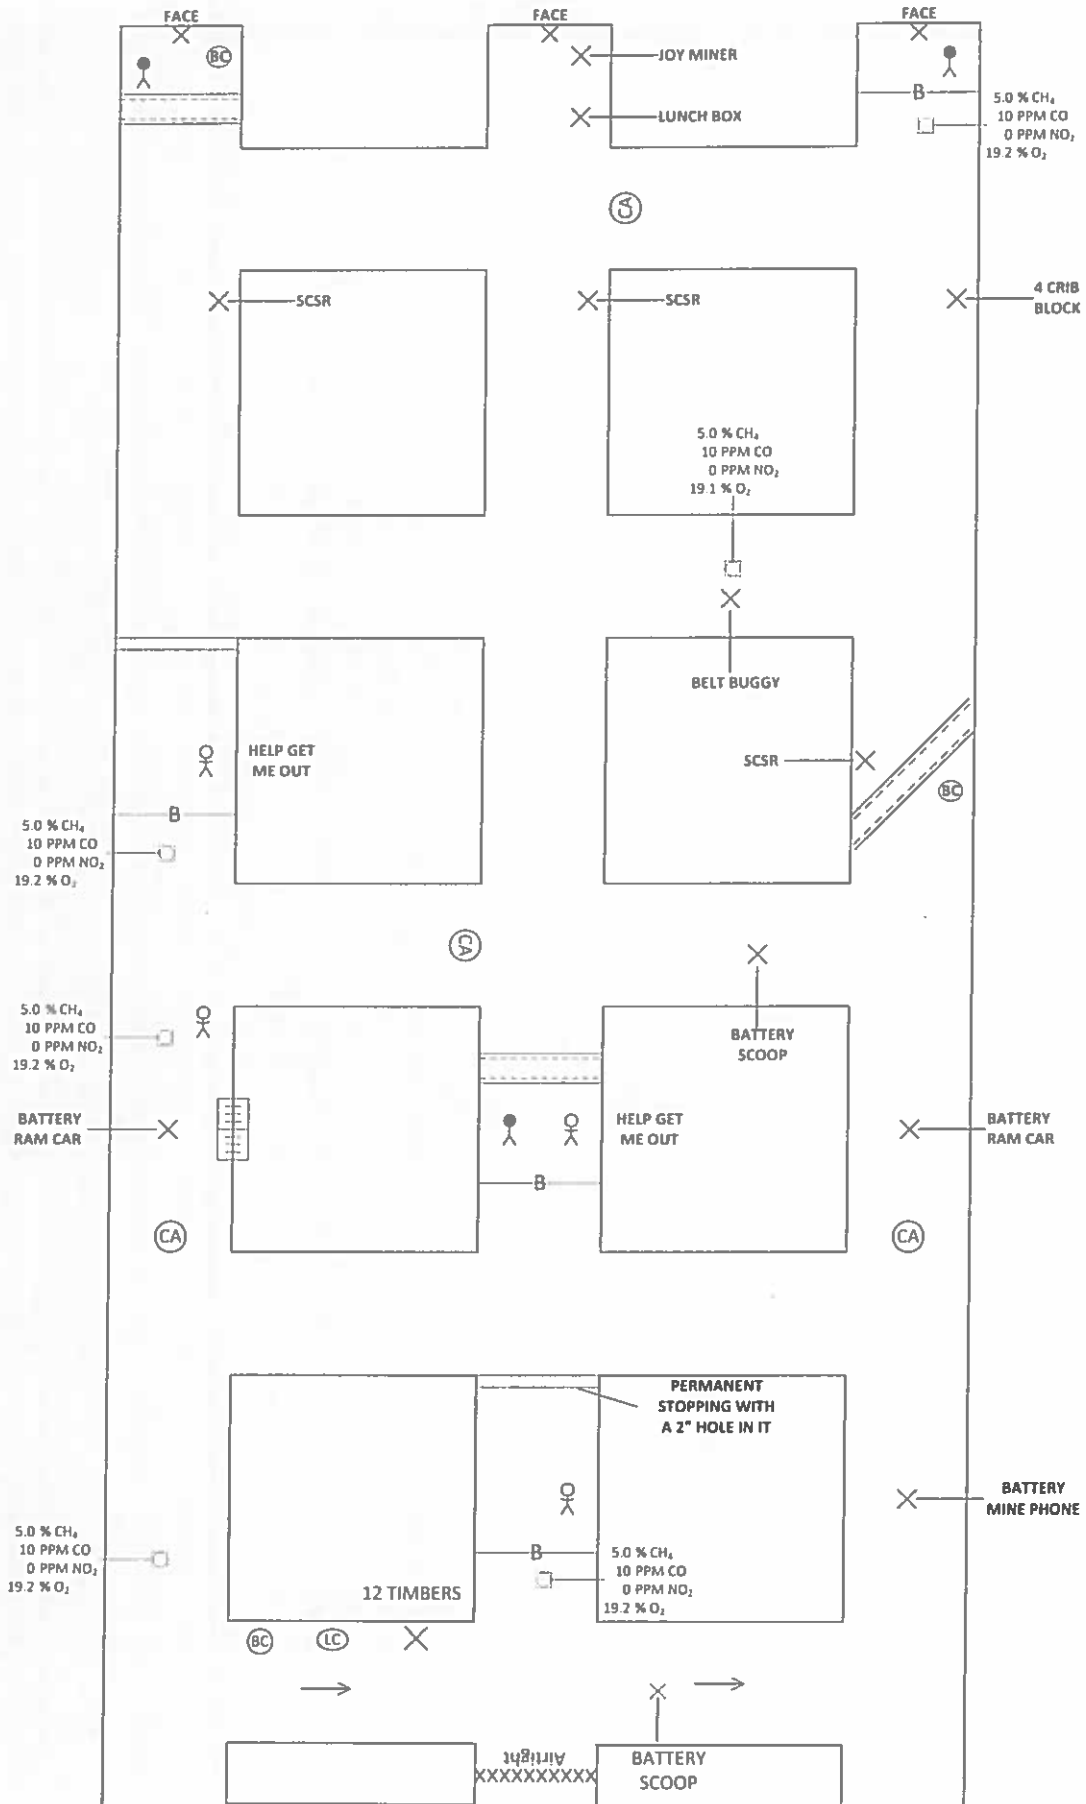 FACE
FACE
FACE
BC
JOY MINER
LUNCH BOX
B
5.0 % CH₄
10 PPM CO
0 PPM NO₂
19.2 % O₂
CA
SCSR
SCSR
4 CRIB
BLOCK
5.0 % CH₄
10 PPM CO
0 PPM NO₂
19.1 % O₂
BELT BUGGY
HELP GET
ME OUT
SCSR
BC
B
5.0 % CH₄
10 PPM CO
0 PPM NO₂
19.2 % O₂
CA
5.0 % CH₄
10 PPM CO
0 PPM NO₂
19.2 % O₂
BATTERY
SCOOP
BATTERY
RAM CAR
HELP GET
ME OUT
BATTERY
RAM CAR
B
CA
CA
PERMANENT
STOPPING WITH
A 2" HOLE IN IT
BATTERY
MINE PHONE
5.0 % CH₄
10 PPM CO
0 PPM NO₂
19.2 % O₂
B
5.0 % CH₄
10 PPM CO
0 PPM NO₂
19.2 % O₂
12 TIMBERS
BC
LC
Airtight
XXXXXXXXXX
BATTERY
SCOOP